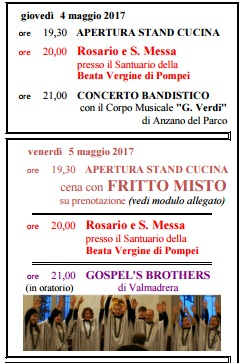 giovedì 4 maggio 2017
ore 19,30 APERTURA STAND CUCINA
ore 20,00 Rosario e S. Messa
presso il Santuario della
Beata Vergine di Pompei
ore 21,00 CONCERTO BANDISTICO
con il Corpo Musicale "G. Verdi"
di Anzano del Parco
venerdì 5 maggio 2017
ore 19,30 APERTURA STAND CUCINA
cena con FRITTO MISTO
su prenotazione (vedi modulo allegato)
ore 20,00 Rosario e S. Messa
presso il Santuario della
Beata Vergine di Pompei
ore 21,00 GOSPEL'S BROTHERS
(in oratorio) di Valmadrera